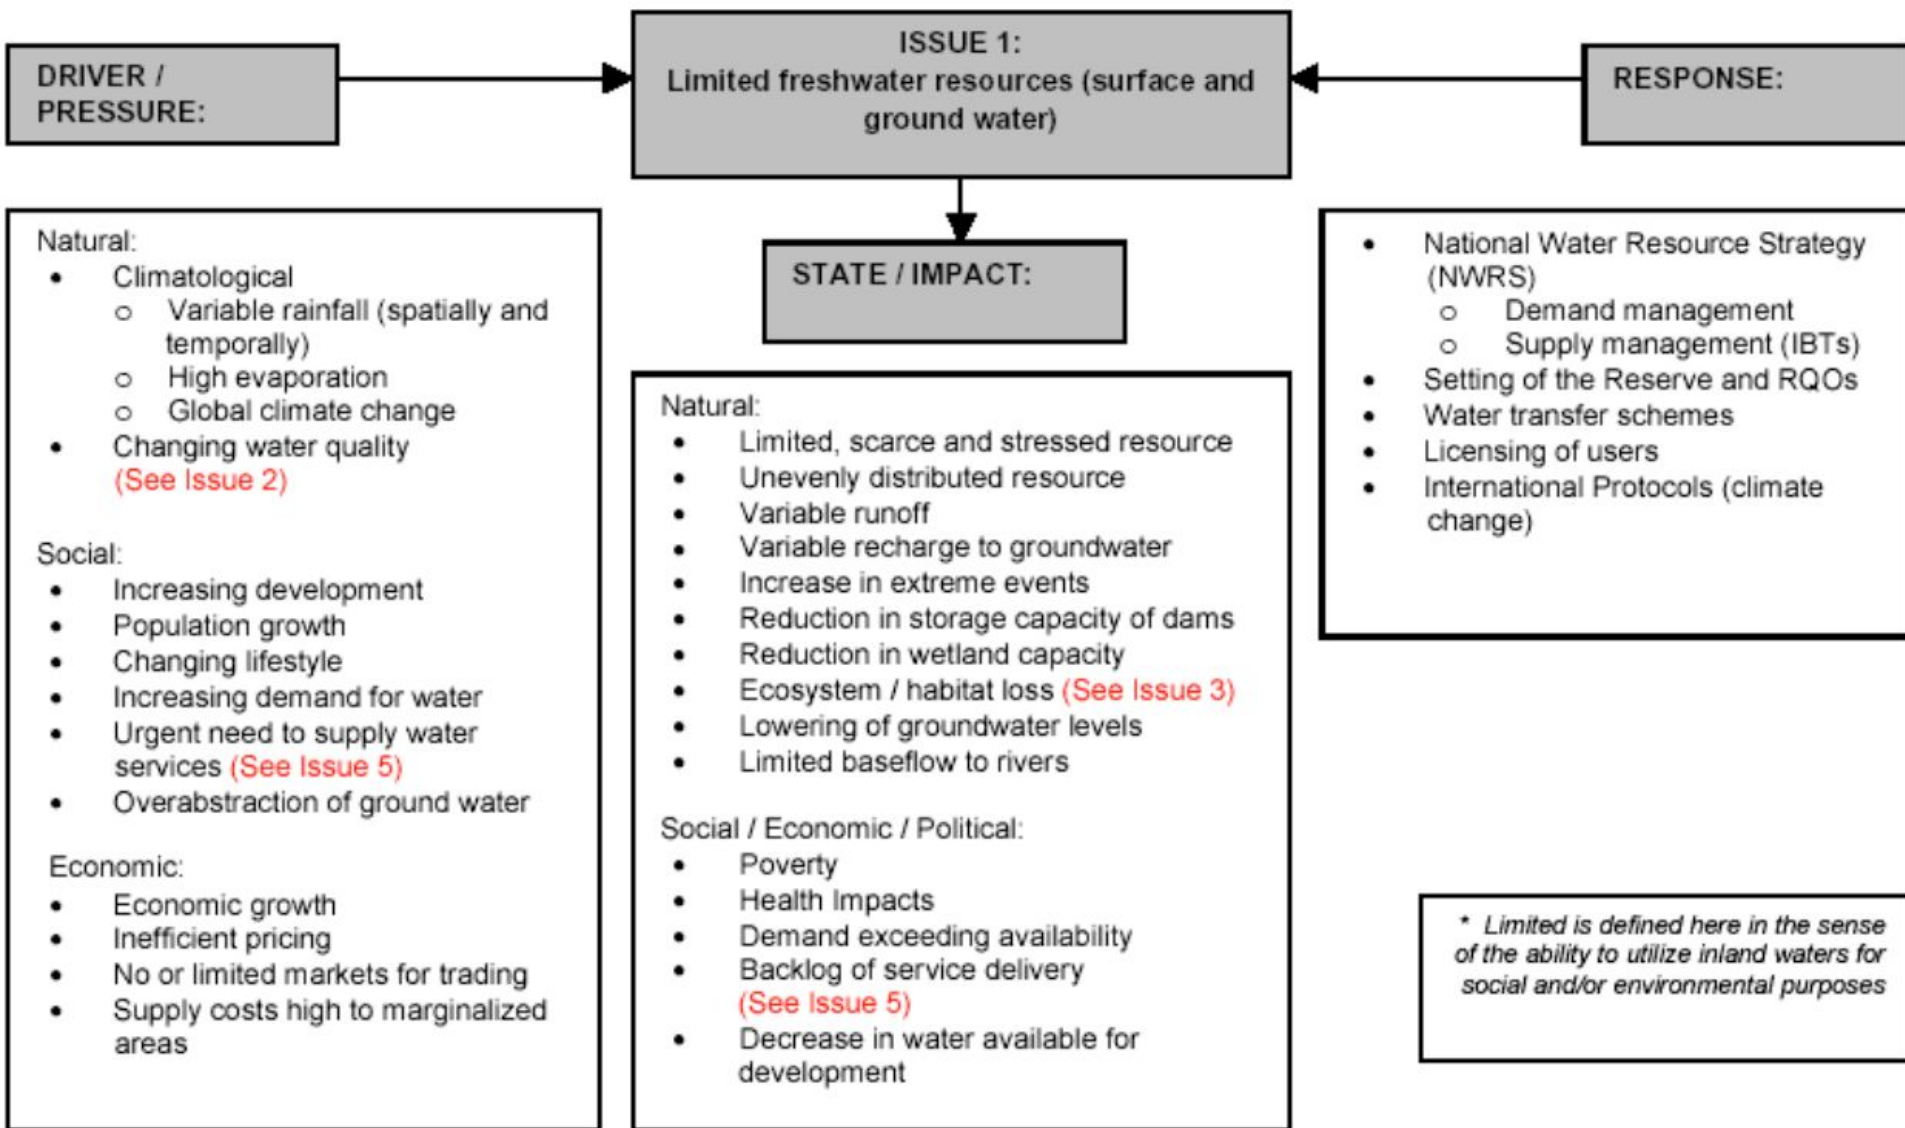 DRIVER /
PRESSURE:
ISSUE 1:
Limited freshwater resources (surface and
ground water)
RESPONSE:
Natural:
• Climatological
o Variable rainfall (spatially and
temporally)
o High evaporation
o Global climate change
• Changing water quality
(See Issue 2)
Social:
• Increasing development
• Population growth
• Changing lifestyle
• Increasing demand for water
• Urgent need to supply water
services (See Issue 5)
• Overabstraction of ground water
Economic:
• Economic growth
• Inefficient pricing
• No or limited markets for trading
• Supply costs high to marginalized
areas
STATE / IMPACT:
Natural:
• Limited, scarce and stressed resource
• Unevenly distributed resource
• Variable runoff
• Variable recharge to groundwater
• Increase in extreme events
• Reduction in storage capacity of dams
• Reduction in wetland capacity
• Ecosystem / habitat loss (See Issue 3)
• Lowering of groundwater levels
• Limited baseflow to rivers
Social / Economic / Political:
• Poverty
• Health Impacts
• Demand exceeding availability
• Backlog of service delivery
(See Issue 5)
• Decrease in water available for
development
• National Water Resource Strategy
(NWRS)
o Demand management
o Supply management (IBTs)
• Setting of the Reserve and RQOs
• Water transfer schemes
• Licensing of users
• International Protocols (climate
change)
* Limited is defined here in the sense
of the ability to utilize inland waters for
social and/or environmental purposes